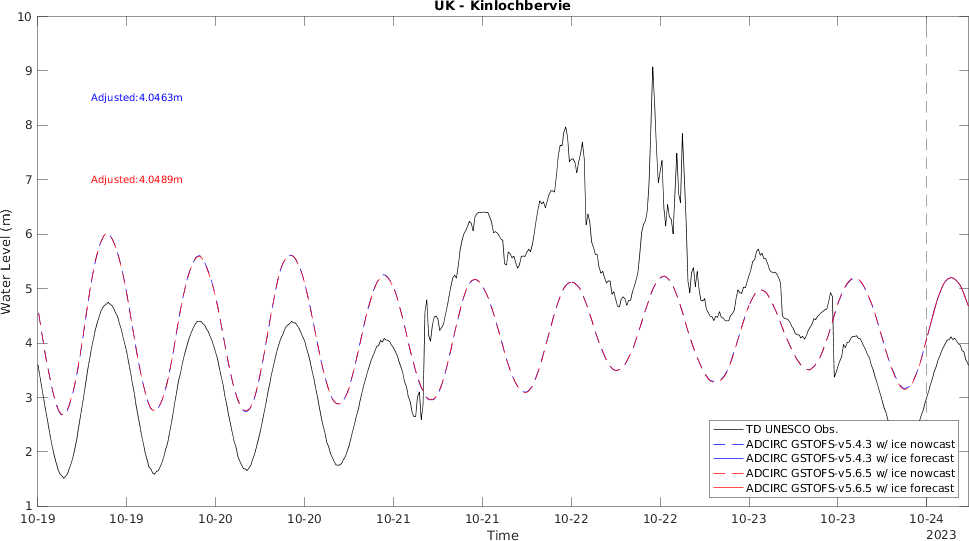 UK - Kinlochbervie
10
9
8
7
6
5
4
3
2
1
Water Level (m)
Adjusted:4.0463m
Adjusted:4.0489m
TD UNESCO Obs.
ADCIRC GSTOFS-v5.4.3 w/ ice nowcast
ADCIRC GSTOFS-v5.4.3 w/ ice forecast
ADCIRC GSTOFS-v5.6.5 w/ ice nowcast
ADCIRC GSTOFS-v5.6.5 w/ ice forecast
10-19 10-19 10-20 10-20 10-21 10-21 10-22 10-22 10-23 10-23 10-24
Time
2023